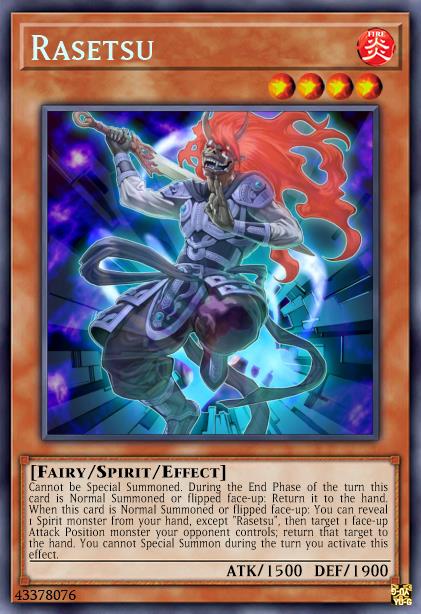 Rasetsu
FIRE
炎
[Fairy/Spirit/Effect]
Cannot be Special Summoned. During the End Phase of the turn this
card is Normal Summoned or flipped face-up: Return it to the hand.
When this card is Normal Summoned or flipped face-up: You can reveal
1 Spirit monster from your hand, except "Rasetsu", then target 1 face-up
Attack Position monster your opponent controls; return that target to
the hand. You cannot Special Summon during the turn you activate this
effect.
ATK/1500 DEF/1900
43378076